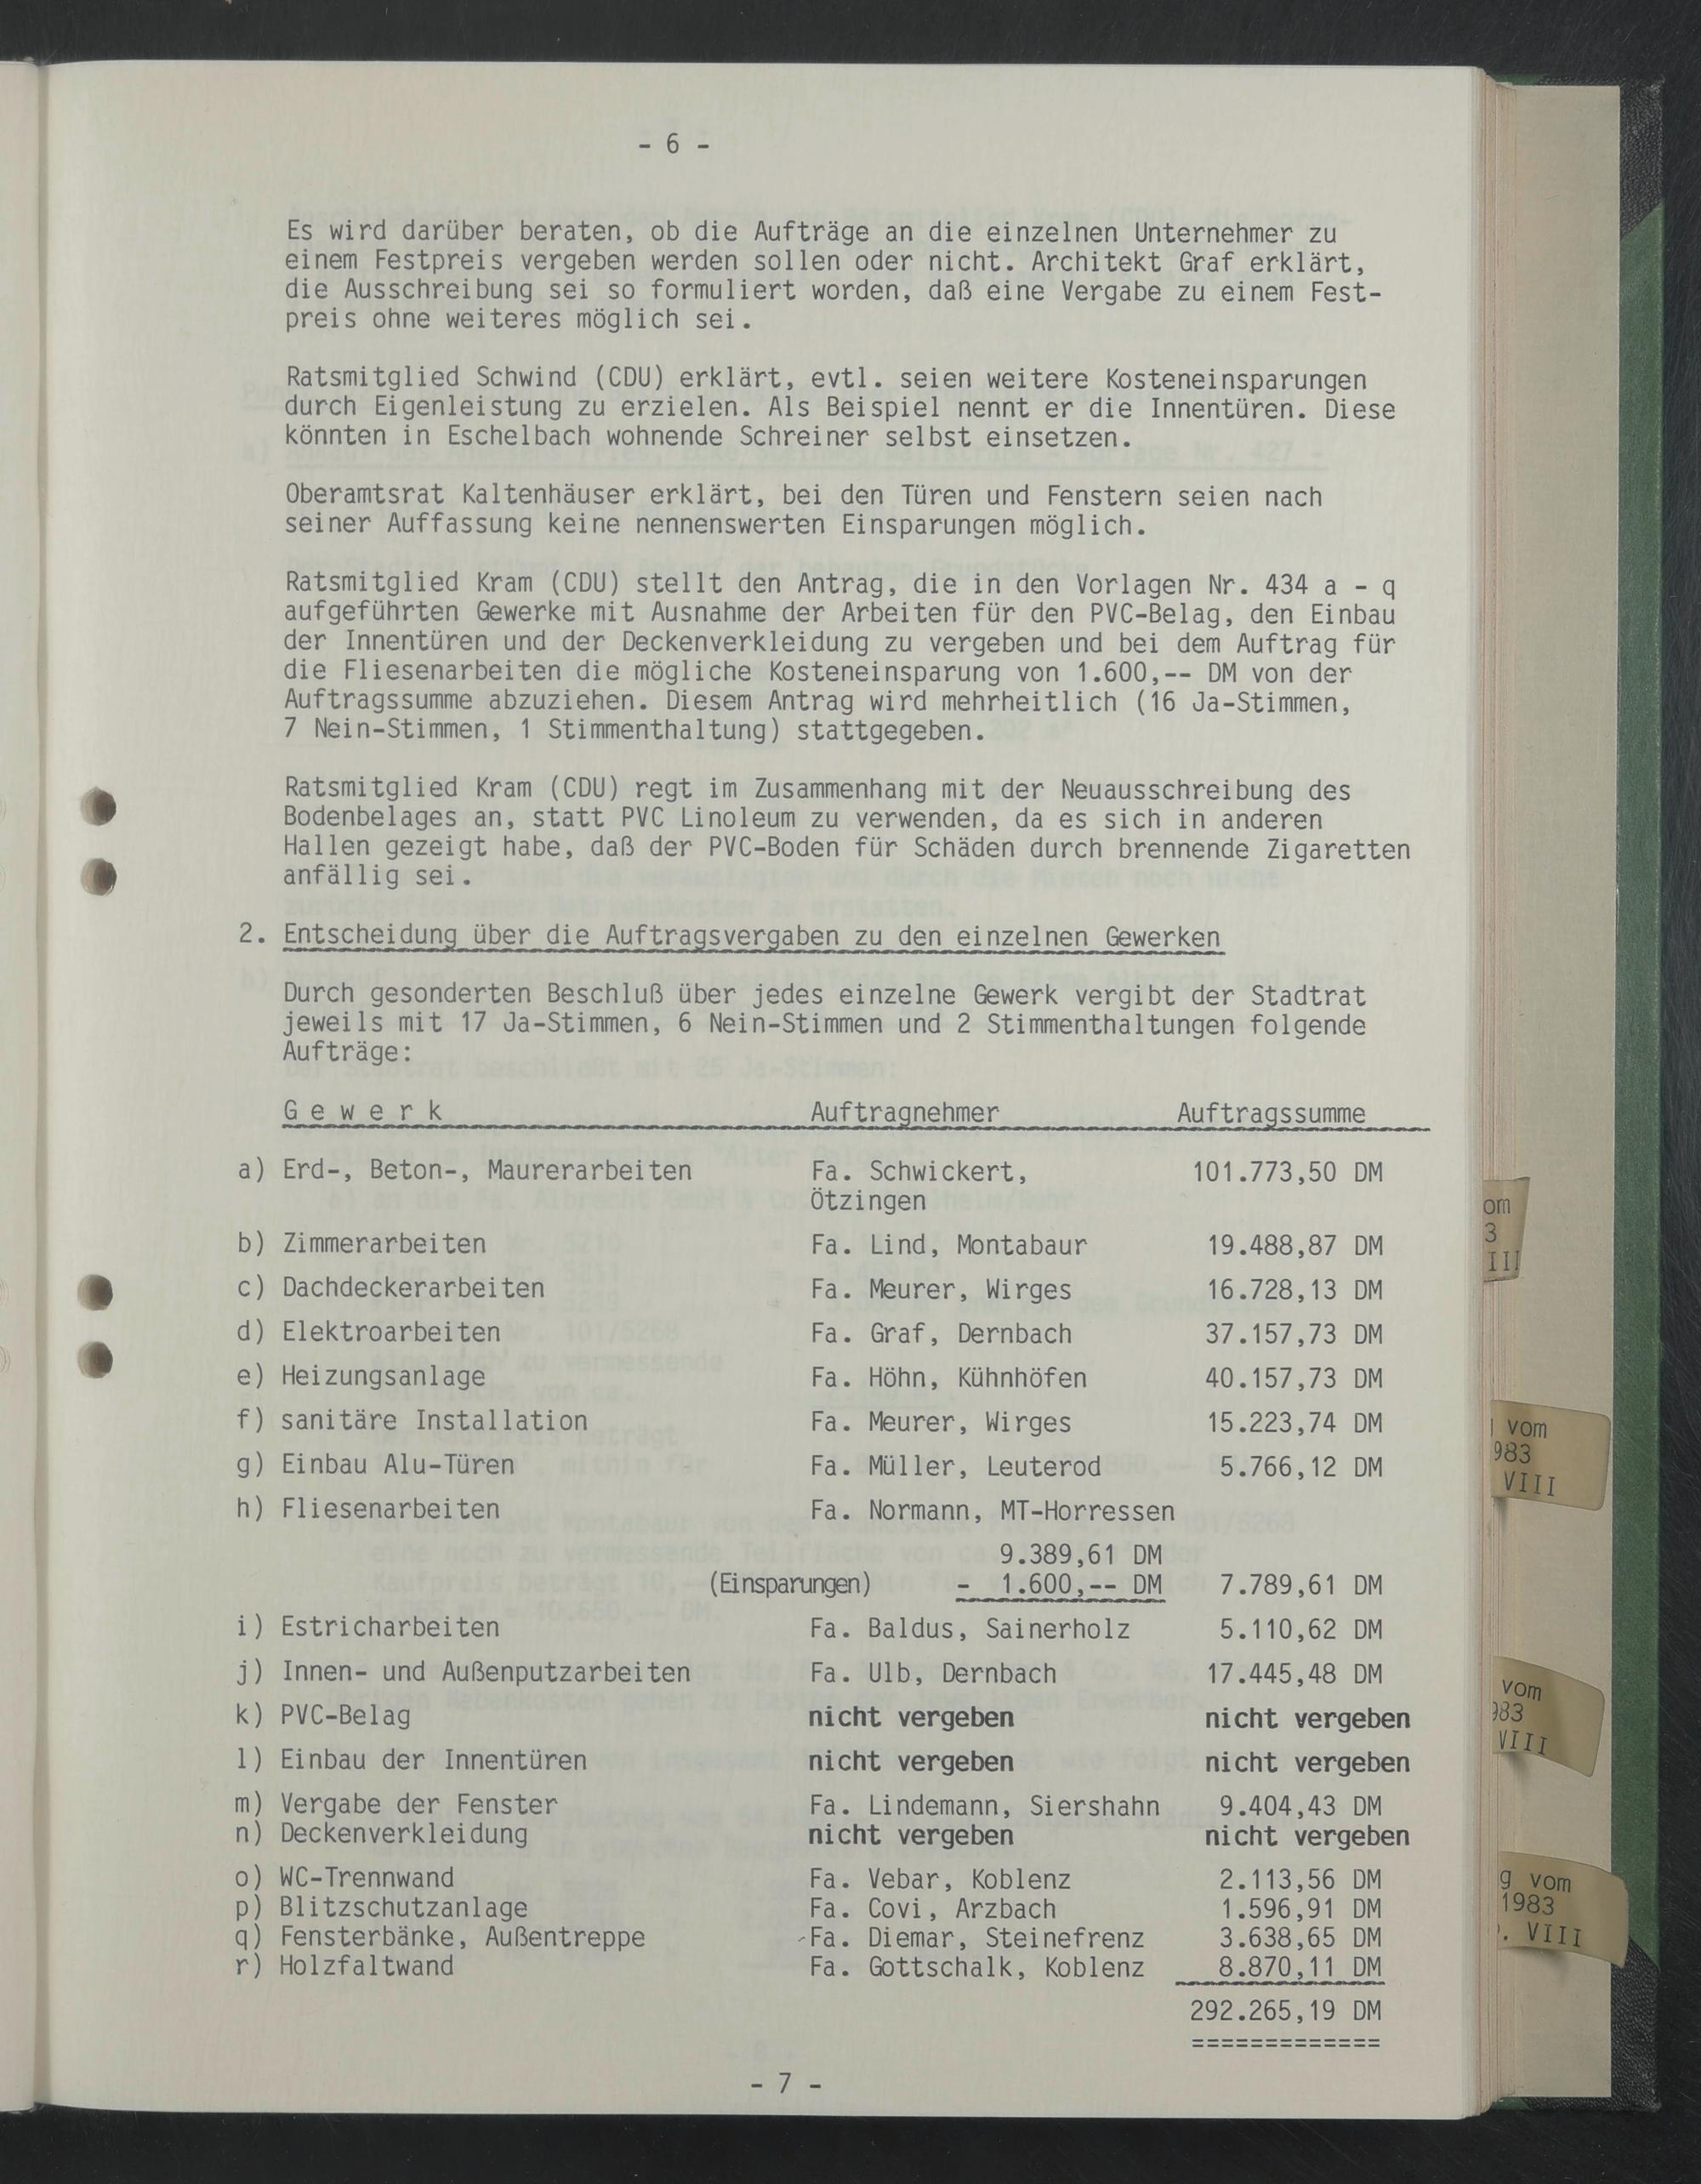 - 6 -
Es wird darüber beraten, ob die Aufträge an die einzelnen Unternehmer zu
einem Festpreis vergeben werden sollen oder nicht. Architekt Graf erklärt,
die Ausschreibung sei so formuliert worden, daß eine Vergabe zu einem Fest-
preis ohne weiteres möglich sei.
Ratsmitglied Schwind (CDU) erklärt, evtl. seien weitere Kosteneinsparungen
durch Eigenleistung zu erzielen. Als Beispiel nennt er die Innentüren. Diese
könnten in Eschelbach wohnende Schreiner selbst einsetzen.
Oberamtsrat Kaltenhäuser erklärt, bei den Türen und Fenstern seien nach
seiner Auffassung keine nennenswerten Einsparungen möglich.
Ratsmitglied Kram (CDU) stellt den Antrag, die in den Vorlagen Nr. 434 a - q
aufgeführten Gewerke mit Ausnahme der Arbeiten für den PVC-Belag, den Einbau
der Innentüren und der Deckenverkleidung zu vergeben und bei dem Auftrag für
die Fliesenarbeiten die mögliche Kosteneinsparung von 1.600,-- DM von der
Auftragssumme abzuziehen. Diesem Antrag wird mehrheitlich (16 Ja-Stimmen,
7 Nein-Stimmen, 1 Stimmenthaltung) stattgegeben.
Ratsmitglied Kram (CDU) regt im Zusammenhang mit der Neuausschreibung des
Bodenbelages an, statt PVC Linoleum zu verwenden, da es sich in anderen
Hallen gezeigt habe, daß der PVC-Boden für Schäden durch brennende Zigaretten
anfällig sei.
2. Entscheidung über die Auftragsvergaben zu den einzelnen Gewerken
Durch gesonderten Beschluß über jedes einzelne Gewerk vergibt der Stadtrat
jeweils mit 17 Ja-Stimmen, 6 Nein-Stimmen und 2 Stimmenthaltungen folgende
Aufträge:
G e w e r k Auftragnehmer Auftragssumme
a) Erd-, Beton-, Maurerarbeiten Fa. Schwickert, 101.773,50 DM
Ötzingen
b) Zimmerarbeiten Fa. Lind, Montabaur 19.488,87 DM
c) Dachdeckerarbeiten Fa. Meurer, Wirges 16.728,13 DM
d) Elektroarbeiten Fa. Graf, Dernbach 37.157,73 DM
e) Heizungsanlage Fa. Höhn, Kühnhöfen 40.157,73 DM
f) sanitäre Installation Fa. Meurer, Wirges 15.223,74 DM
g) Einbau Alu-Türen Fa. Müller, Leuterod 5.766,12 DM
h) Fliesenarbeiten Fa. Normann, MT-Horressen
9.389,61 DM
(Einsparungen) - 1.600,-- DM 7.789,61 DM
i) Estricharbeiten Fa. Baldus, Sainerholz 5.110,62 DM
j) Innen- und Außenputzarbeiten Fa. Ulb, Dernbach 17.445,48 DM
k) PVC-Belag nicht vergeben nicht vergeben
l) Einbau der Innentüren nicht vergeben nicht vergeben
m) Vergabe der Fenster Fa. Lindemann, Siershahn 9.404,43 DM
n) Deckenverkleidung nicht vergeben nicht vergeben
o) WC-Trennwand Fa. Vebar, Koblenz 2.113,56 DM
p) Blitzschutzanlage Fa. Covi, Arzbach 1.596,91 DM
q) Fensterbänke, Außentreppe Fa. Diemar, Steinefrenz 3.638,65 DM
r) Holzfaltwand Fa. Gottschalk, Koblenz 8.870,11 DM
292.265,19 DM
=============
- 7 -
om
3
III
vom
983
VIII
vom
983
VIII
g vom
1983
. VIII